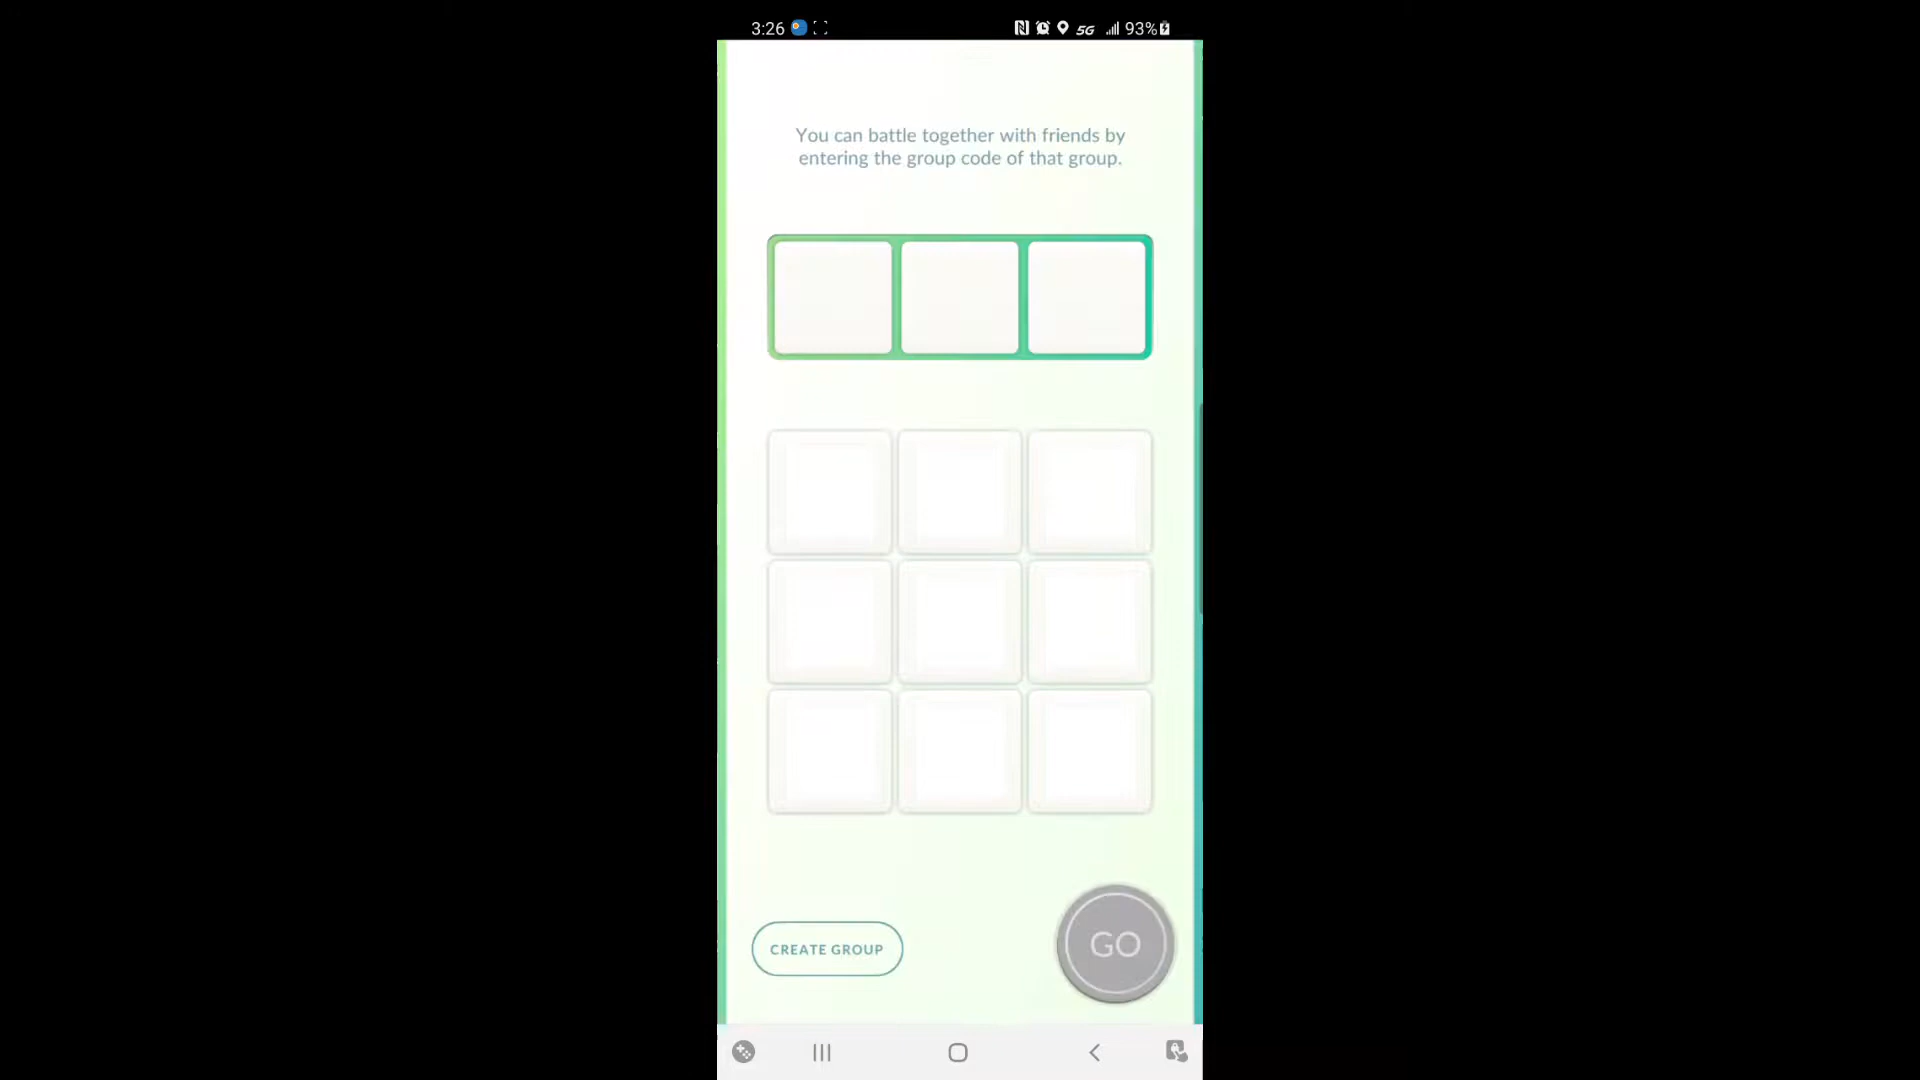 3:26
5G 93%
You can battle together with friends by
entering the group code of that group.
CREATE GROUP
GO